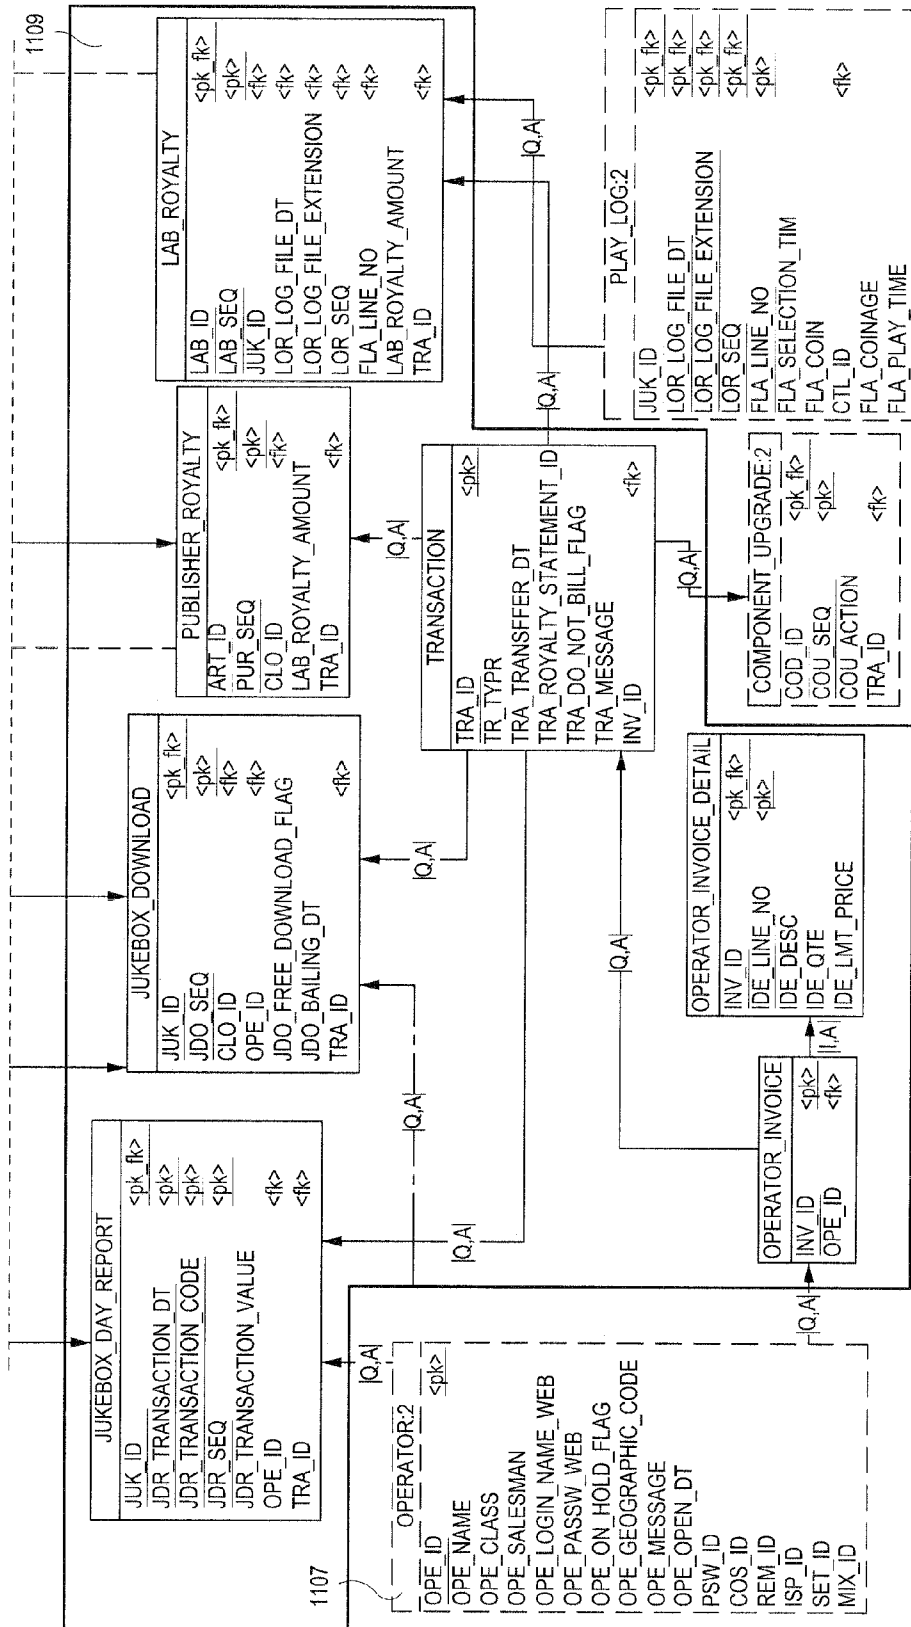 1109
JUKEBOX_DAY_REPORT
JUK_ID <pk_fk>
JDR_TRANSACTION_DT <pk>
JDR_TRANSACTION_CODE <pk>
JDR_SEQ <pk>
JDR_TRANSACTION_VALUE
OPE_ID <fk>
TRA_ID <fk>
JUKEBOX_DOWNLOAD
JUK_ID <pk_fk>
JDO_SEQ <pk>
CLO_ID <fk>
OPE_ID <fk>
JDO_FREE_DOWNLOAD_FLAG
JDO_BAILING_DT
TRA_ID <fk>
PUBLISHER_ROYALTY
ART_ID <pk_fk>
PUR_SEQ <pk>
CLO_ID <fk>
LAB_ROYALTY_AMOUNT
TRA_ID <fk>
LAB_ROYALTY
LAB_ID <pk_fk>
LAB_SEQ <pk>
JUK_ID <fk>
LOR_LOG_FILE_DT <fk>
LOR_LOG_FILE_EXTENSION <fk>
LOR_SEQ <fk>
FLA_LINE_NO <fk>
LAB_ROYALTY_AMOUNT
TRA_ID <fk>
|Q,A|
|Q,A|
|Q,A|
|Q,A|
|Q,A|
|Q,A|
|Q,A|
TRANSACTION
TRA_ID <pk>
TR_TYPR
TRA_TRANSFFER_DT
TRA_ROYALTY_STATEMENT_ID
TRA_DO_NOT_BILL_FLAG
TRA_MESSAGE
INV_ID <fk>
|Q,A|
|Q,A|
1107
OPERATOR:2
OPE_ID <pk>
OPE_NAME
OPE_CLASS
OPE_SALESMAN
OPE_LOGIN_NAME_WEB
OPE_PASSW_WEB
OPE_ON_HOLD_FLAG
OPE_GEOGRAPHIC_CODE
OPE_MESSAGE
OPE_OPEN_DT
PSW_ID
COS_ID
REM_ID
ISP_ID
SET_ID
MIX_ID
|Q,A|
OPERATOR_INVOICE
INV_ID <pk>
OPE_ID <fk>
|I,A|
OPERATOR_INVOICE_DETAIL
INV_ID <pk_fk>
IDE_LINE_NO <pk>
IDE_DESC
IDE_QTE
IDE_LMT_PRICE
COMPONENT_UPGRADE:2
COD_ID <pk_fk>
COU_SEQ <pk>
COU_ACTION
TRA_ID <fk>
PLAY_LOG:2
JUK_ID <pk_fk>
LOR_LOG_FILE_DT <pk_fk>
LOR_LOG_FILE_EXTENSION <pk_fk>
LOR_SEQ <pk_fk>
FLA_LINE_NO <pk>
FLA_SELECTION_TIM
FLA_COIN
CTL_ID <fk>
FLA_COINAGE
FLA_PLAY_TIME